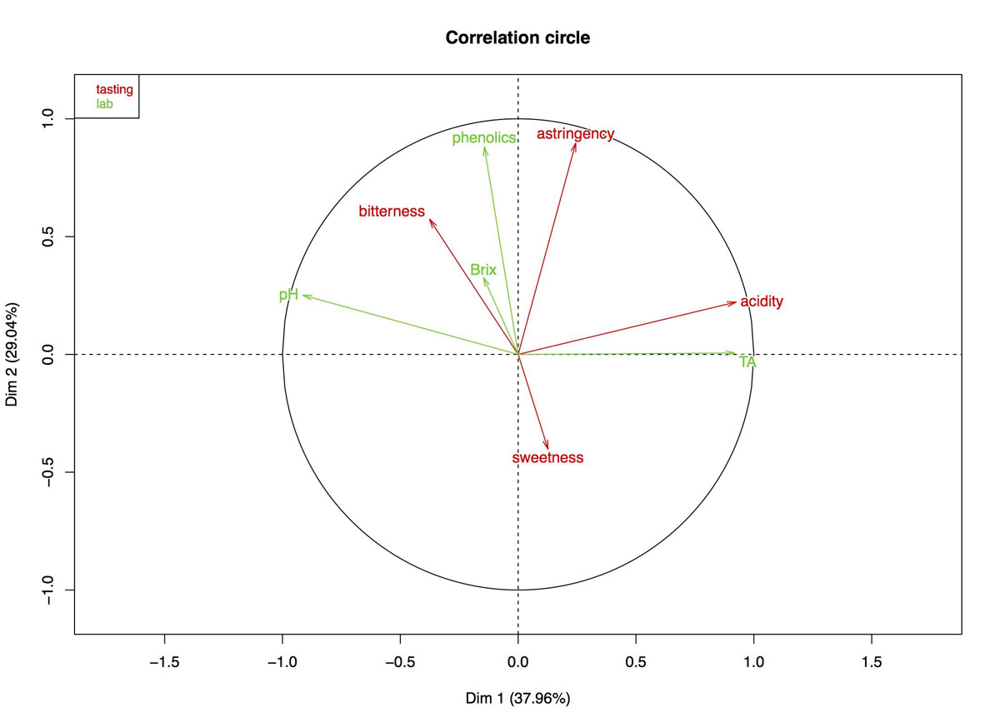 Correlation circle
tasting
lab
phenolics
astringency
bitterness
Brix
pH
acidity
TA
sweetness
1.0
0.5
0.0
−0.5
−1.0
Dim 2 (29.04%)
−1.5
−1.0
−0.5
0.0
0.5
1.0
1.5
Dim 1 (37.96%)